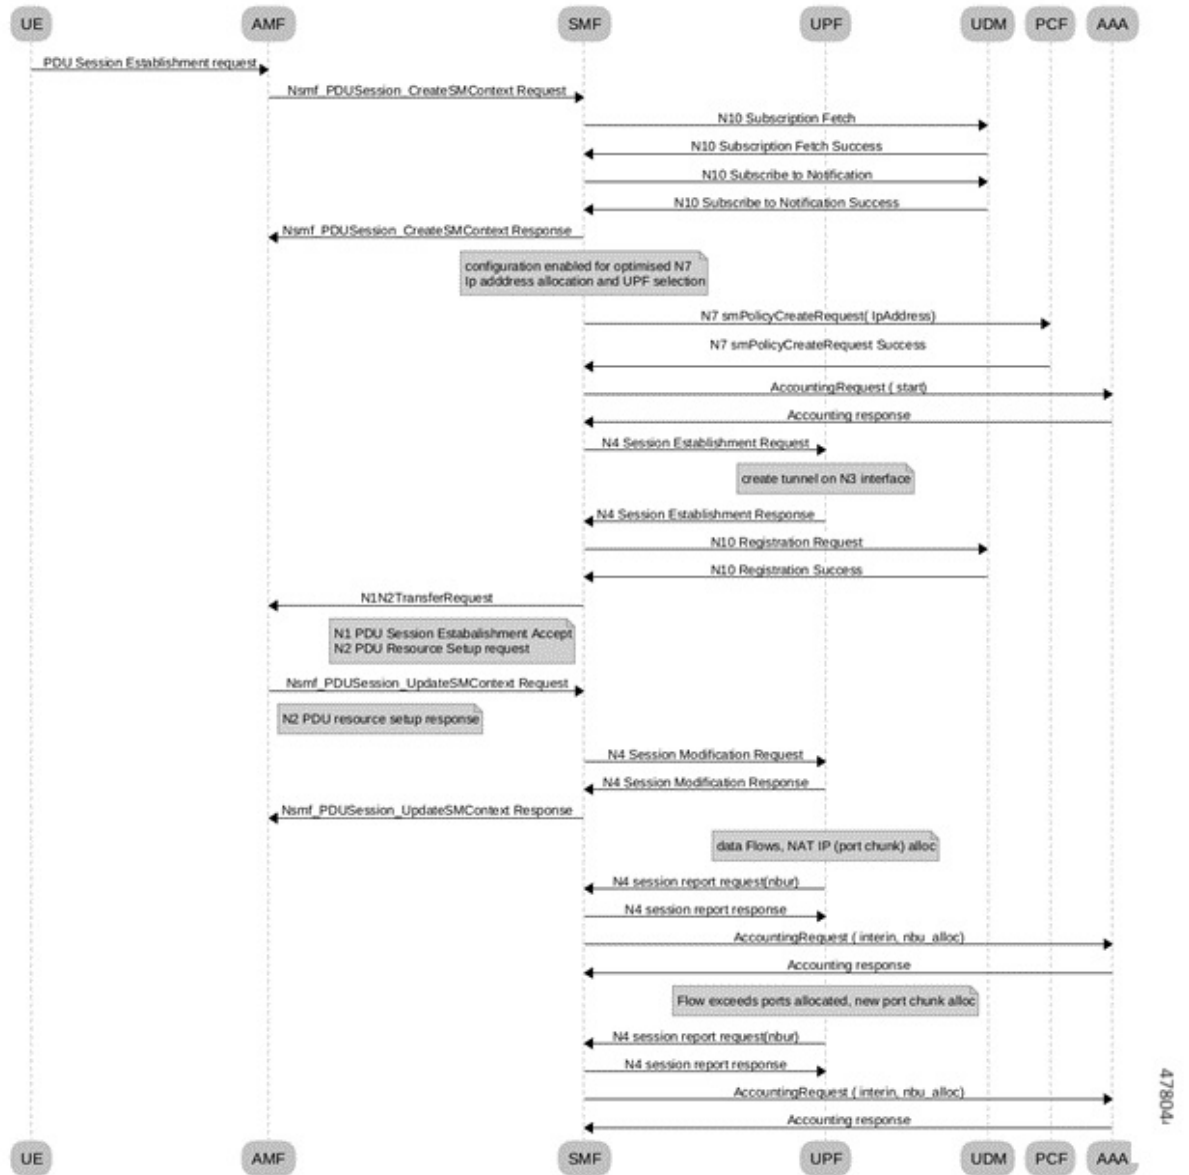 UE AMF SMF UPF UDM PCF AAA
PDU Session Establishment request
Nsmf_PDUSession_CreateSMContext Request
N10 Subscription Fetch
N10 Subscription Fetch Success
N10 Subscribe to Notification
N10 Subscribe to Notification Success
Nsmf_PDUSession_CreateSMContext Response
configuration enabled for optimised N7
Ip adddress allocation and UPF selection
N7 smPolicyCreateRequest( IpAddress)
N7 smPolicyCreateRequest Success
AccountingRequest ( start)
Accounting response
N4 Session Establishment Request
create tunnel on N3 interface
N4 Session Establishment Response
N10 Registration Request
N10 Registration Success
N1N2TransferRequest
N1 PDU Session Estabalishment Accept
N2 PDU Resource Setup request
Nsmf_PDUSession_UpdateSMContext Request
N2 PDU resource setup response
N4 Session Modification Request
N4 Session Modification Response
Nsmf_PDUSession_UpdateSMContext Response
data Flows, NAT IP (port chunk) alloc
N4 session report request(nbur)
N4 session report response
AccountingRequest ( interin, nbu_alloc)
Accounting response
Flow exceeds ports allocated, new port chunk alloc
N4 session report request(nbur)
N4 session report response
AccountingRequest ( interin, nbu_alloc)
Accounting response
UE AMF SMF UPF UDM PCF AAA